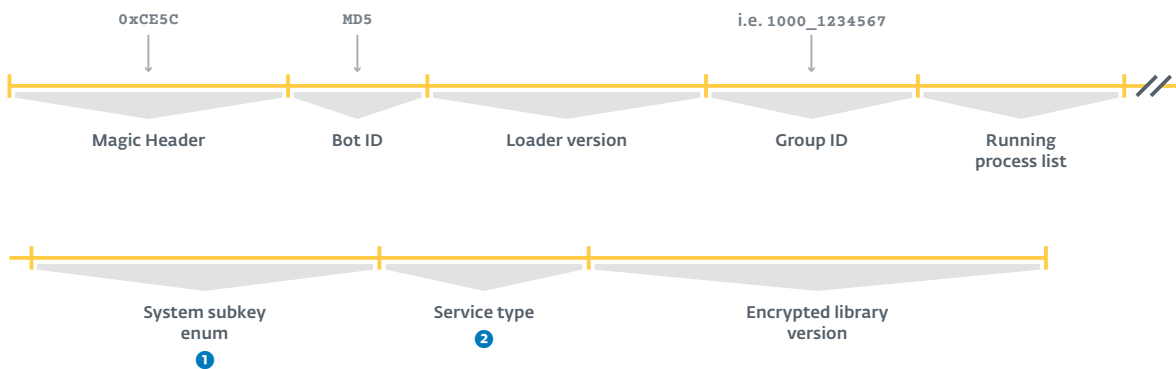 0xCE5C
MD5
i.e. 1000_1234567
Magic Header
Bot ID
Loader version
Group ID
Running
process list
System subkey
enum
1
Service type
2
Encrypted library
version